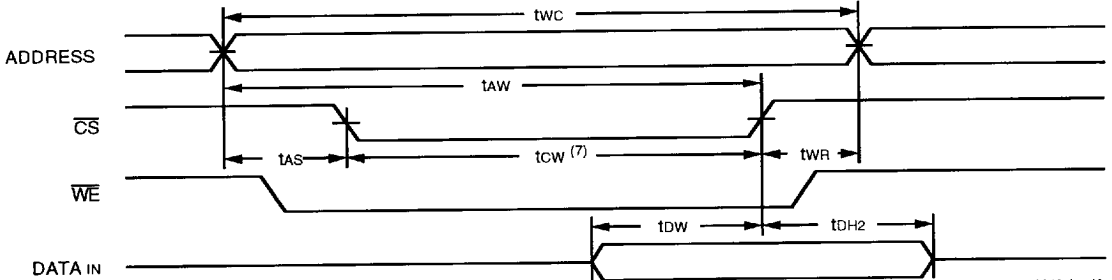 tWC
ADDRESS
tAW
CS
tAS
tCW (7)
tWR
WE
tDW
tDH2
DATA IN